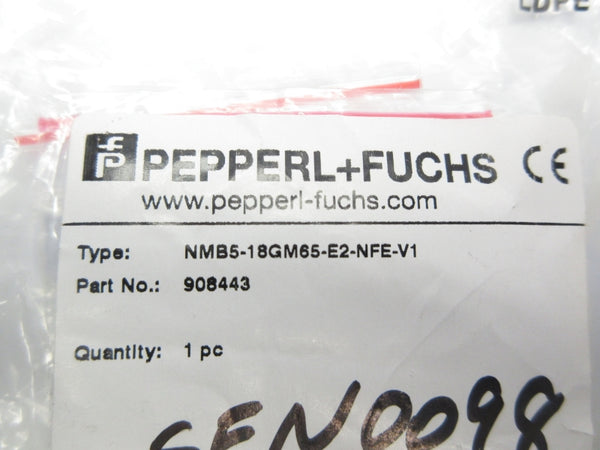 LDPE
PEPPERL+FUCHS CE
www.pepperl-fuchs.com
Type: NMB5-18GM65-E2-NFE-V1
Part No.: 908443
Quantity: 1 pc
SEN0098